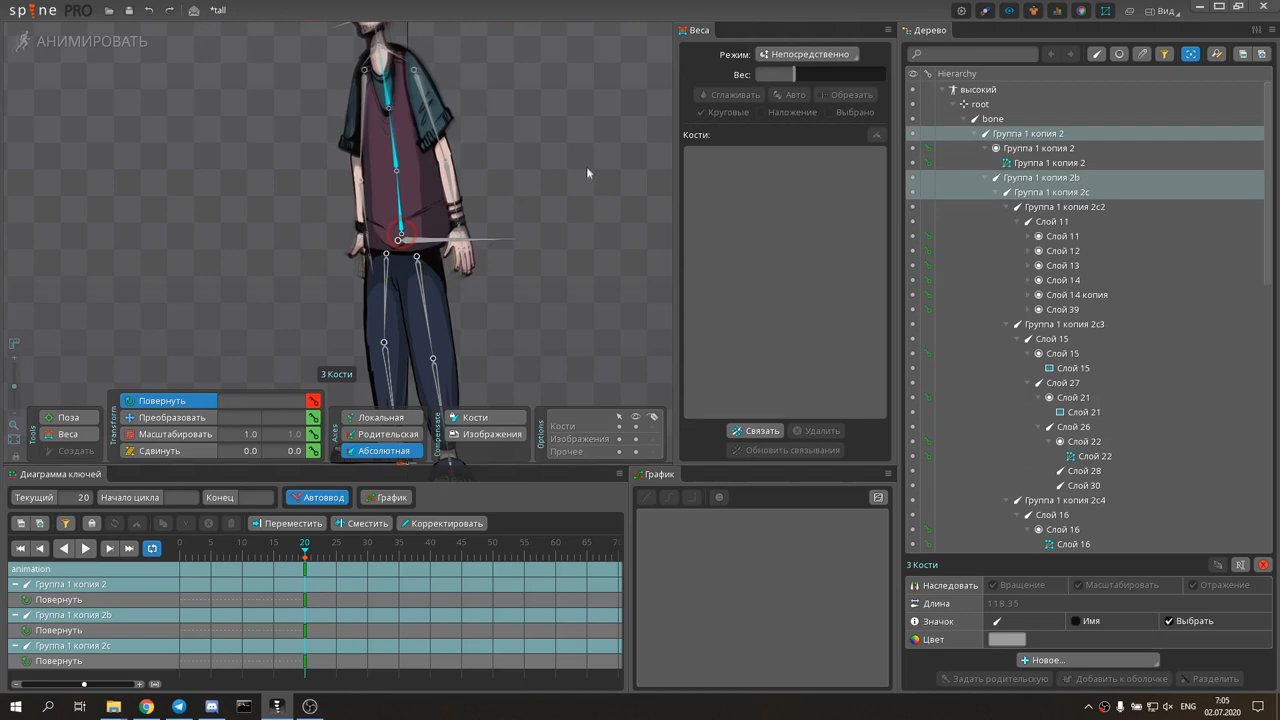 spine PRO *tall Вид
АНИМИРОВАТЬ
Веса
Режим: Непосредственно
Вес:
Сглаживать Авто Обрезать
Круговые Наложение Выбрано
Кости:
Связать Удалить
Обновить связывания
Дерево
Hierarchy
высокий
root
bone
Группа 1 копия 2
Группа 1 копия 2
Группа 1 копия 2
Группа 1 копия 2b
Группа 1 копия 2c
Группа 1 копия 2c2
Слой 11
Слой 11
Слой 12
Слой 13
Слой 14
Слой 14 копия
Слой 39
Группа 1 копия 2c3
Слой 15
Слой 15
Слой 15
Слой 27
Слой 21
Слой 21
Слой 26
Слой 22
Слой 22
Слой 28
Слой 30
Группа 1 копия 2c4
Слой 16
Слой 16
Слой 16
3 Кости
Наследовать Вращение Масштабировать Отражение
Длина 118.35
Значок Имя Выбрать
Цвет
Новое...
Задать родительскую Добавить к оболочке Разделить
3 Кости
Tools
Поза
Веса
Создать
Transform
Повернуть
Преобразовать
Масштабировать 1.0 1.0
Сдвинуть 0.0 0.0
Axes
Локальная
Родительская
Абсолютная
Compensate
Кости
Изображения
Options
Кости
Изображения
Прочее
Диаграмма ключей
Текущий 20 Начало цикла Конец Автоввод График
Переместить Сместить Корректировать
0 5 10 15 20 25 30 35 40 45 50 55 60 65 70
animation
Группа 1 копия 2
Повернуть
Группа 1 копия 2b
Повернуть
Группа 1 копия 2c
Повернуть
График
7:05
02.07.2020